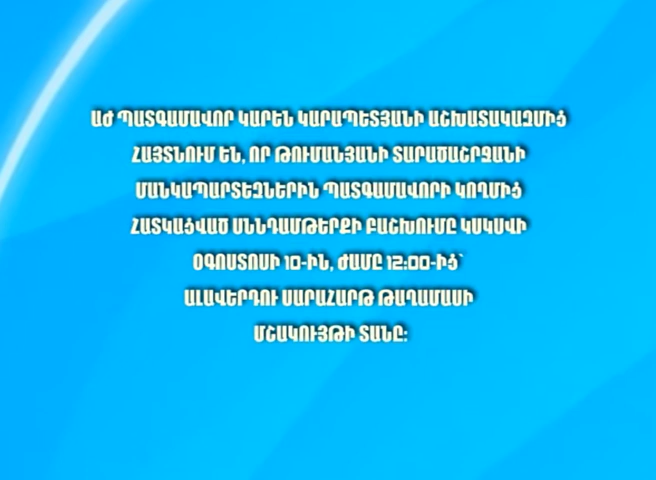 ԱԺ ՊԱՏԳԱՄԱՎՈՐ ԿԱՐԵՆ ԿԱՐԱՊԵՏՅԱՆԻ ԱՇԽԱՏԱԿԱԶՄԻՑ
ՀԱՅՏՆՈՒՄ ԵՆ, ՈՐ ԹՈՒՄԱՆՅԱՆԻ ՏԱՐԱԾԱՇՐՋԱՆԻ
ՄԱՆԿԱՊԱՐՏԵԶՆԵՐԻՆ ՊԱՏԳԱՄԱՎՈՐԻ ԿՈՂՄԻՑ
ՀԱՏԿԱՑՎԱԾ ՍՆՆԴԱՄԹԵՐՔԻ ԲԱՇԽՈՒՄԸ ԿՍԿՍՎԻ
ՕԳՈՍՏՈՍԻ 10-ԻՆ, ԺԱՄԸ 12:00-ԻՑ՝
ԱԼԱՎԵՐԴՈՒ ՍԱՐԱՀԱՐԹ ԹԱՂԱՄԱՍԻ
ՄՇԱԿՈՒՅԹԻ ՏԱՆԸ: